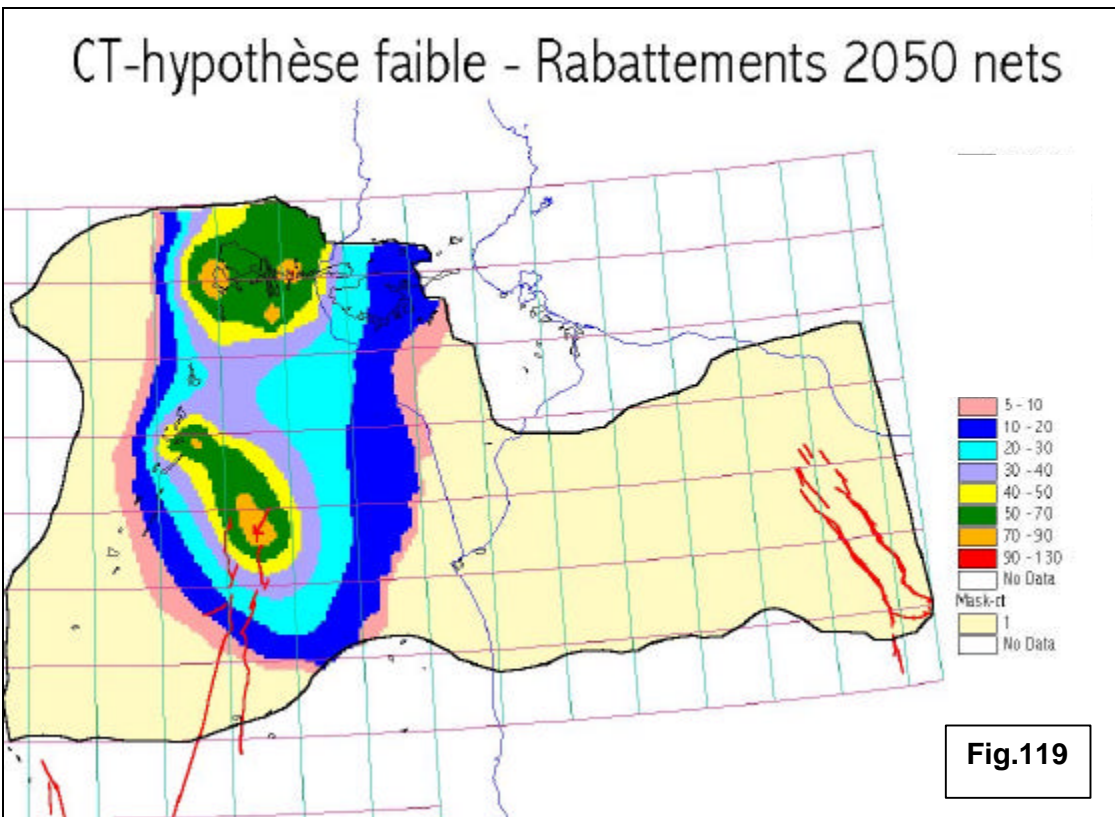 CT-hypothèse faible - Rabattements 2050 nets
5 - 10
10 - 20
20 - 30
30 - 40
40 - 50
50 - 70
70 - 90
90 - 130
No Data
Mask-ct
1
No Data
Fig.119